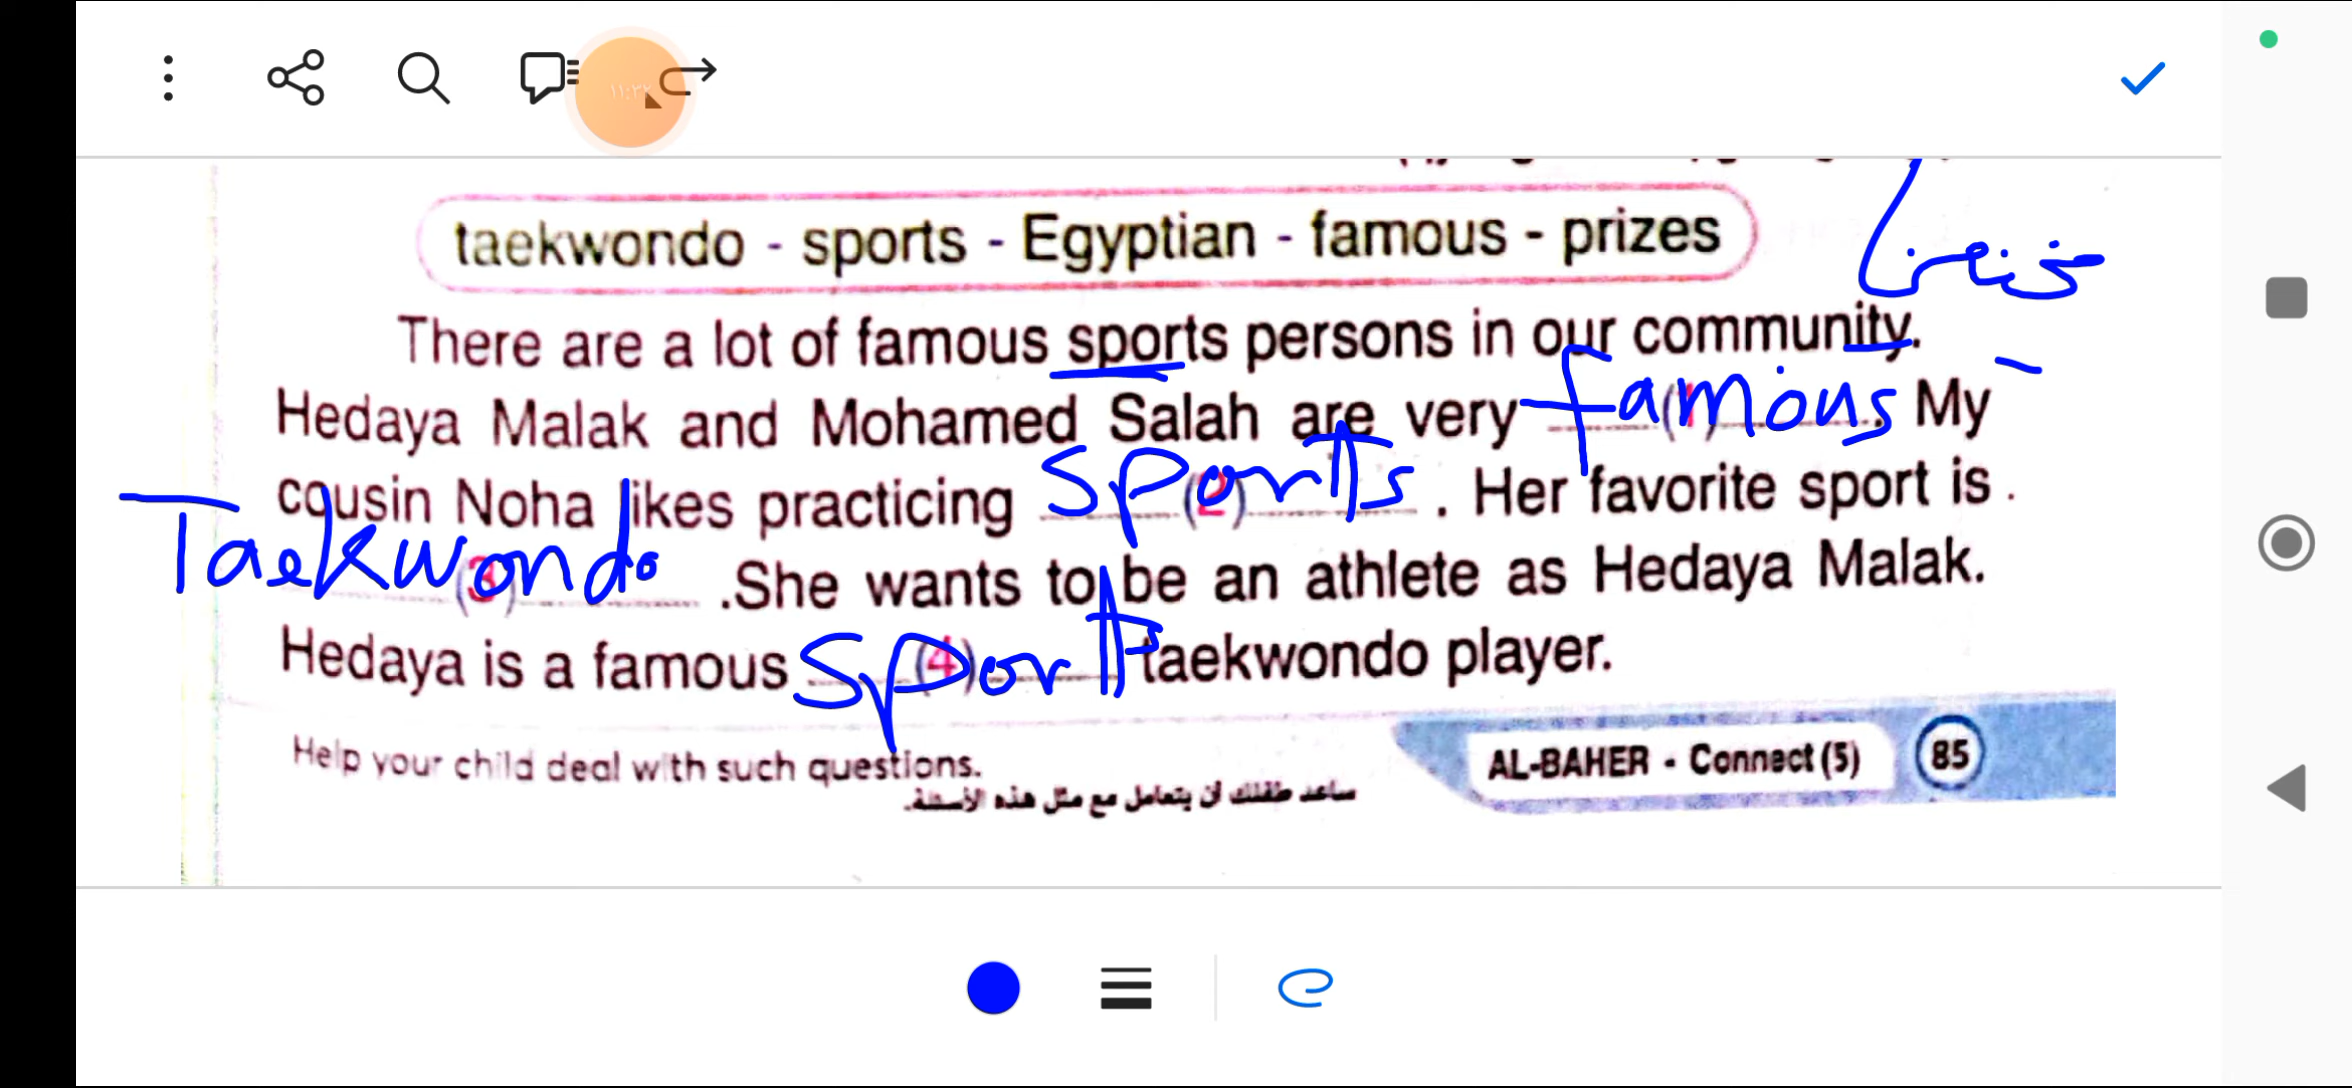 ١١:٣٢
taekwondo - sports - Egyptian - famous - prizes
There are a lot of famous sports persons in our community.
Hedaya Malak and Mohamed Salah are very famous (1) . My
cousin Noha likes practicing sports (2) . Her favorite sport is .
Taekwondo (3) .She wants to be an athlete as Hedaya Malak.
Hedaya is a famous sports (4) taekwondo player.
Help your child deal with such questions.
ساعد طفلك أن يتعامل مع مثل هذه الأسئلة.
AL-BAHER - Connect (5) 85